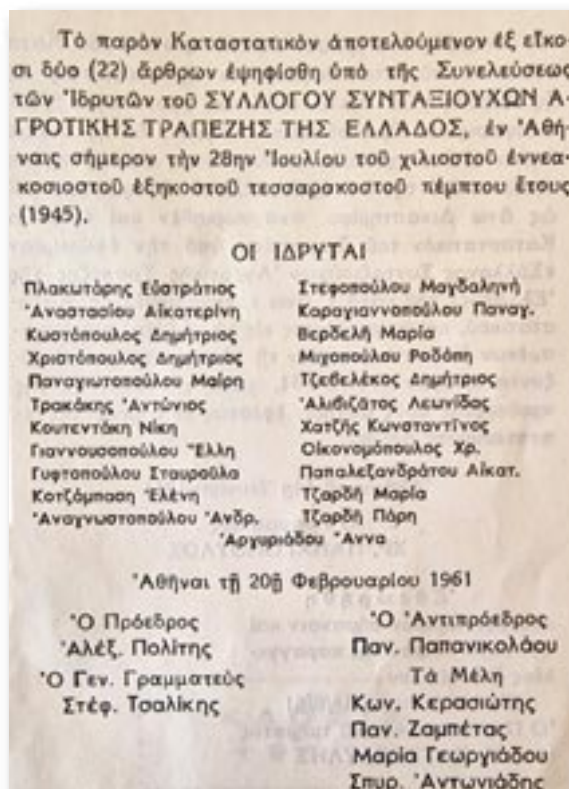 Τὸ παρὸν Καταστατικὸν ἀποτελούμενον ἐξ εἴκο-
σι δύο (22) ἄρθρων ἐψηφίσθη ὑπὸ τῆς Συνελεύσεως
τῶν Ἱδρυτῶν τοῦ ΣΥΛΛΟΓΟΥ ΣΥΝΤΑΞΙΟΥΧΩΝ Α-
ΓΡΟΤΙΚΗΣ ΤΡΑΠΕΖΗΣ ΤΗΣ ΕΛΛΑΔΟΣ, ἐν Ἀθή-
ναις σήμερον τὴν 28ην Ἰουλίου τοῦ χιλιοστοῦ ἐννεα-
κοσιοστοῦ ἑξηκοστοῦ τεσσαρακοστοῦ πέμπτου ἔτους
(1945).
ΟΙ ΙΔΡΥΤΑΙ
Πλακωτάρης Εὐστράτιος
Ἀναστασίου Αἰκατερίνη
Κωστόπουλος Δημήτριος
Χριστόπουλος Δημήτριος
Παναγιωτοπούλου Μαίρη
Τρακάκης Ἀντώνιος
Κουτεντάκη Νίκη
Γιαννουσοπούλου Ἕλλη
Γυφτοπούλου Σταυρούλα
Κοτζάμπαση Ἑλένη
Ἀναγνωστοπούλου Ἀνδρ.
Στεφοπούλου Μαγδαληνή
Καραγιαννοπούλου Παναγ.
Βερδελῆ Μαρία
Μιχοπούλου Ροδόπη
Τζεβελέκος Δημήτριος
Ἀλιβιζάτος Λεωνίδας
Χατζῆς Κωνσταντῖνος
Οἰκονομόπουλος Χρ.
Παπαλεξανδράτου Αἰκατ.
Τζαρδῆ Μαρία
Τζαρδῆ Πάρη
Ἀργυριάδου Ἄννα
Ἀθῆναι τῇ 20ῇ Φεβρουαρίου 1961
Ὁ Πρόεδρος
Ἀλέξ. Πολίτης
Ὁ Γεν. Γραμματεὺς
Στέφ. Τσαλίκης
Ὁ Ἀντιπρόεδρος
Παν. Παπανικολάου
Τὰ Μέλη
Κων. Κερασιώτης
Παν. Ζαμπέτας
Μαρία Γεωργιάδου
Σπυρ. Ἀντωνιάδης